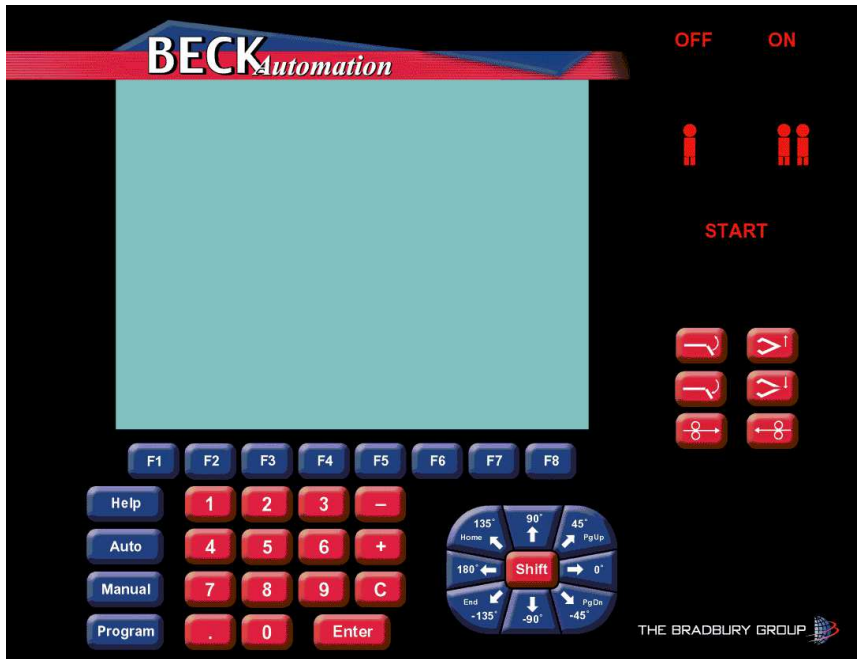 BECK Automation
OFF ON
START
F1 F2 F3 F4 F5 F6 F7 F8
Help 1 2 3 –
Auto 4 5 6 +
Manual 7 8 9 C
Program . 0 Enter
135° 90° 45°
Home PgUp
180° Shift 0°
End PgDn
-135° -90° -45°
THE BRADBURY GROUP